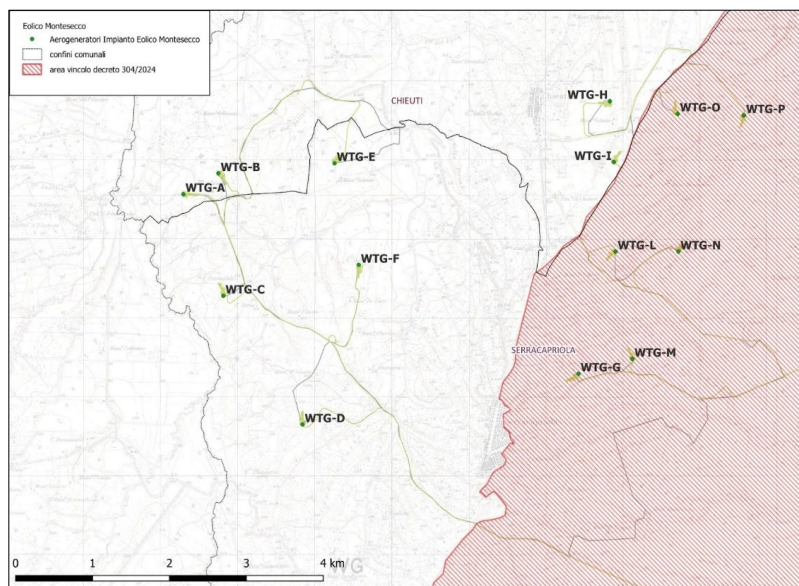 Eolico Montesecco
Aerogeneratori Impianto Eolico Montesecco
confini comunali
area vincolo decreto 304/2024
CHIEUTI
WTG-H
WTG-O
WTG-P
WTG-E
WTG-I
WTG-B
WTG-A
WTG-L
WTG-N
WTG-F
WTG-C
SERRACAPRIOLA
WTG-M
WTG-G
WTG-D
WG
0 1 2 3 4 km